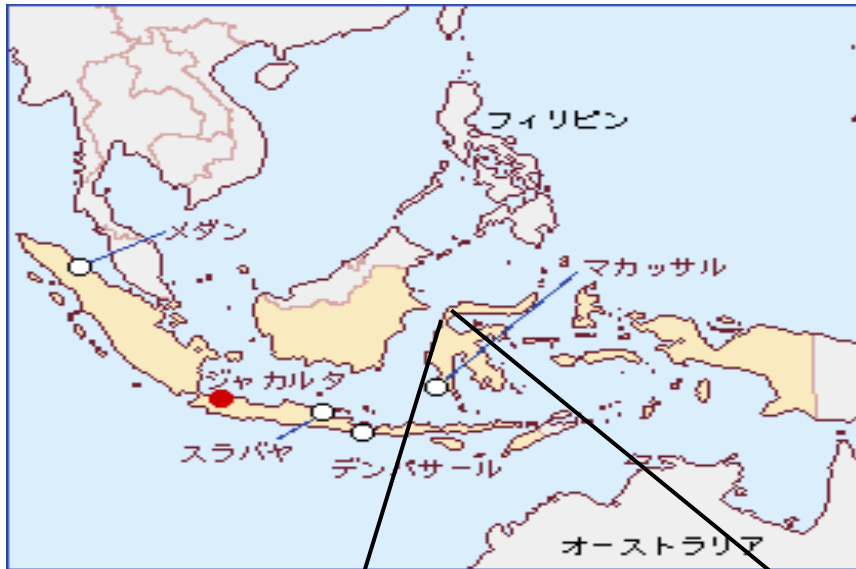 フィリピン
メダン
マカッサル
ジャカルタ
スラバヤ
デンパサール
オーストラリア